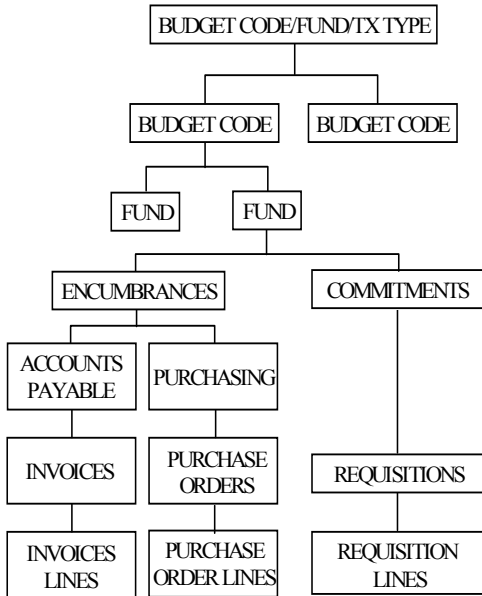 BUDGET CODE/FUND/TX TYPE
BUDGET CODE
BUDGET CODE
FUND
FUND
ENCUMBRANCES
COMMITMENTS
ACCOUNTS
PAYABLE
PURCHASING
INVOICES
PURCHASE
ORDERS
REQUISITIONS
INVOICES
LINES
PURCHASE
ORDER LINES
REQUISITION
LINES